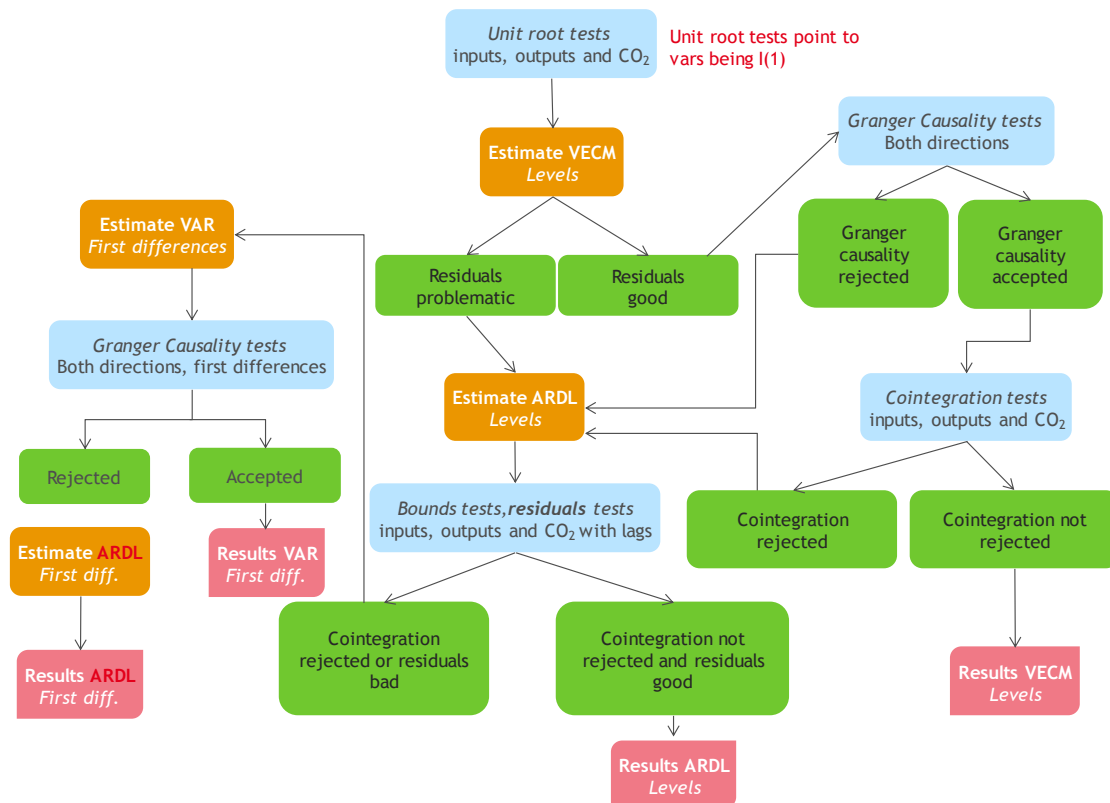 Unit root tests
inputs, outputs and CO₂
Unit root tests point to
vars being I(1)
Granger Causality tests
Both directions
Estimate VECM
Levels
Estimate VAR
First differences
Granger
causality
rejected
Granger
causality
accepted
Residuals
problematic
Residuals
good
Granger Causality tests
Both directions, first differences
Estimate ARDL
Levels
Cointegration tests
inputs, outputs and CO₂
Rejected
Accepted
Bounds tests,residuals tests
inputs, outputs and CO₂ with lags
Cointegration
rejected
Cointegration not
rejected
Estimate ARDL
First diff.
Results VAR
First diff.
Cointegration
rejected or residuals
bad
Cointegration not
rejected and residuals
good
Results ARDL
First diff.
Results VECM
Levels
Results ARDL
Levels